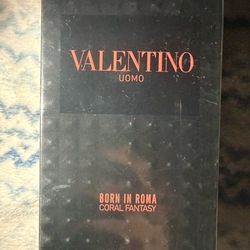 VALENTINO
UOMO
BORN IN ROMA
CORAL FANTASY